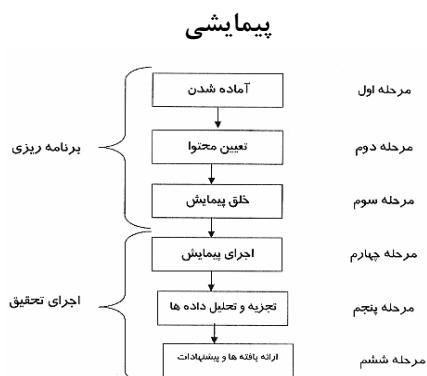 پیمایشی
مرحله اول
آماده شدن
مرحله دوم
تعیین محتوا
برنامه ریزی
مرحله سوم
خلق پیمایش
مرحله چهارم
اجرای پیمایش
مرحله پنجم
تجزیه و تحلیل داده ها
اجرای تحقیق
مرحله ششم
ارائه یافته ها و پیشنهادات